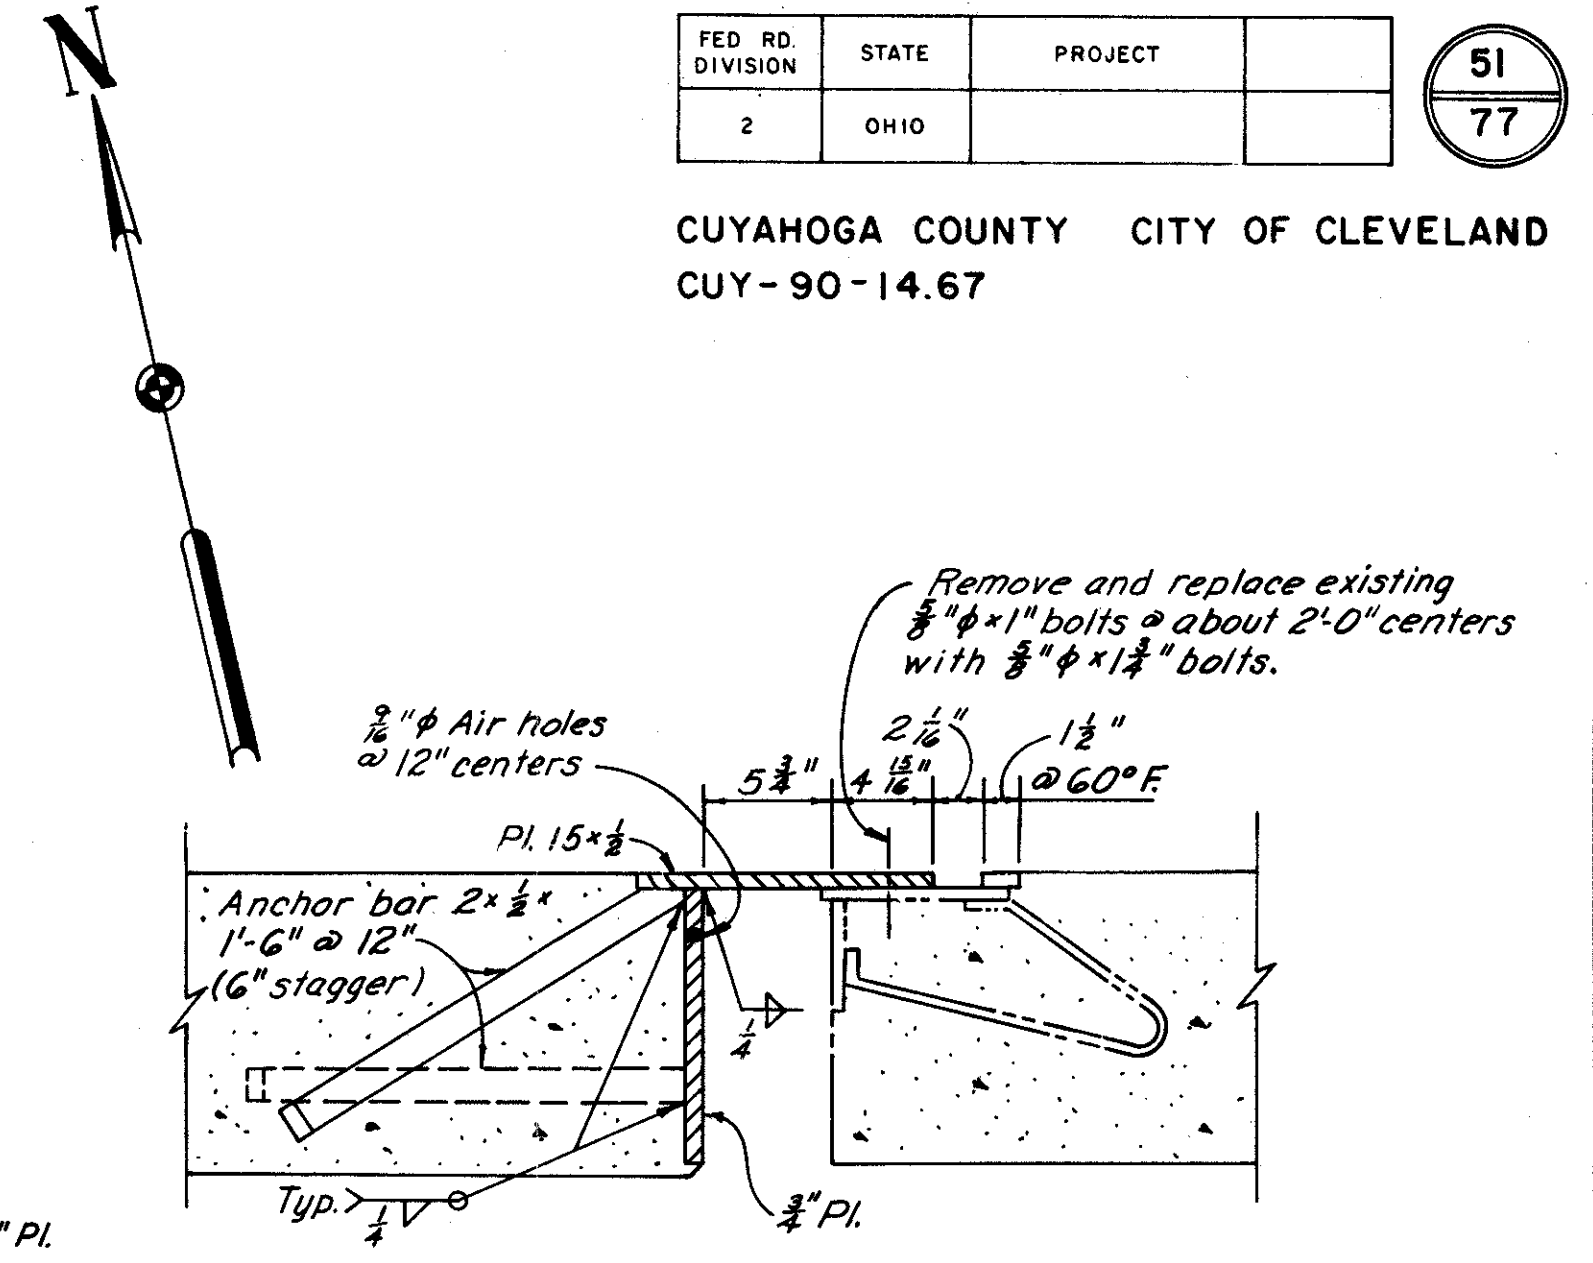 N
FED RD. DIVISION STATE PROJECT
2 OHIO
51
77
CUYAHOGA COUNTY CITY OF CLEVELAND
CUY-90-14.67
Remove and replace existing
5/8"ϕ×1" bolts @ about 2'-0" centers
with 5/8"ϕ×1 3/4" bolts.
9/16"ϕ Air holes
@ 12" centers
2 1/16" 1 1/2"
5 3/4" 4 15/16" @ 60° F.
Pl. 15×1/2
Anchor bar 2×1/2×
1'-6" @ 12"
(6" stagger)
1/4
Typ. 1/4
3/4" Pl.
" Pl.